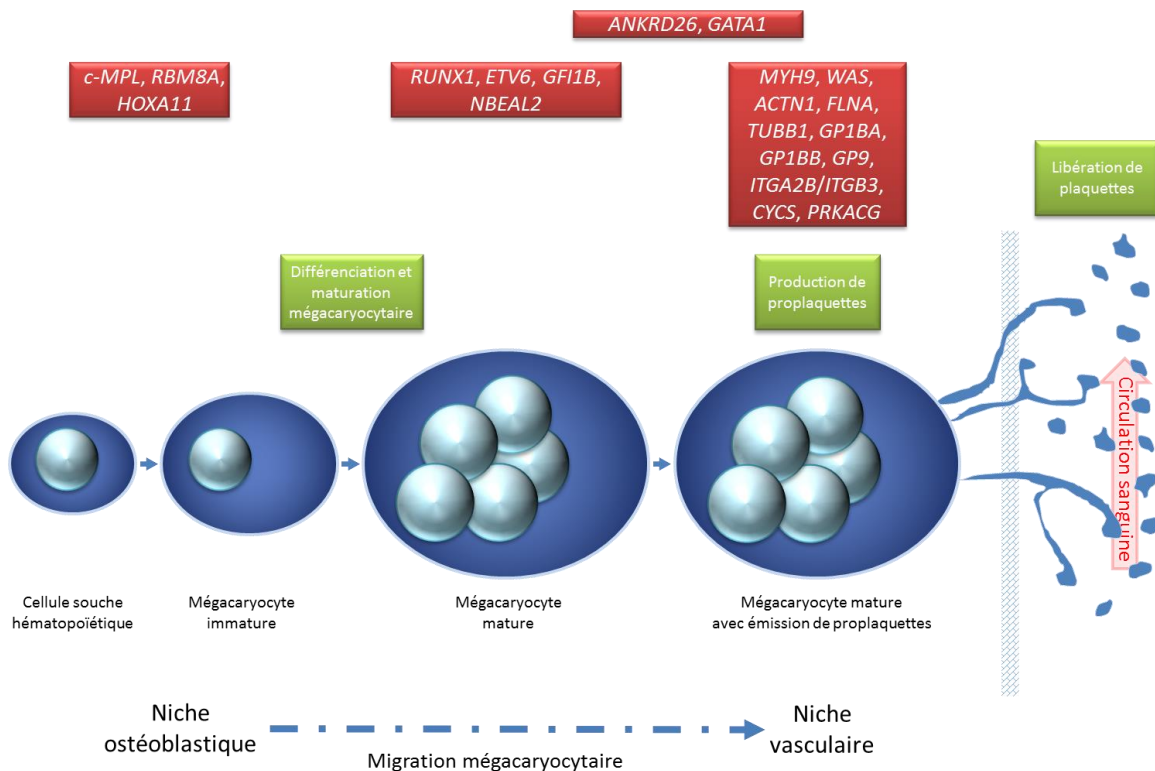 ANKRD26, GATA1
c-MPL, RBM8A,
HOXA11
RUNX1, ETV6, GFI1B,
NBEAL2
MYH9, WAS,
ACTN1, FLNA,
TUBB1, GP1BA,
GP1BB, GP9,
ITGA2B/ITGB3,
CYCS, PRKACG
Libération de
plaquettes
Différenciation et
maturation
mégacaryocytaire
Production de
proplaquettes
Circulation sanguine
Cellule souche
hématopoïétique
Mégacaryocyte
immature
Mégacaryocyte
mature
Mégacaryocyte mature
avec émission de proplaquettes
Niche
ostéoblastique
Migration mégacaryocytaire
Niche
vasculaire